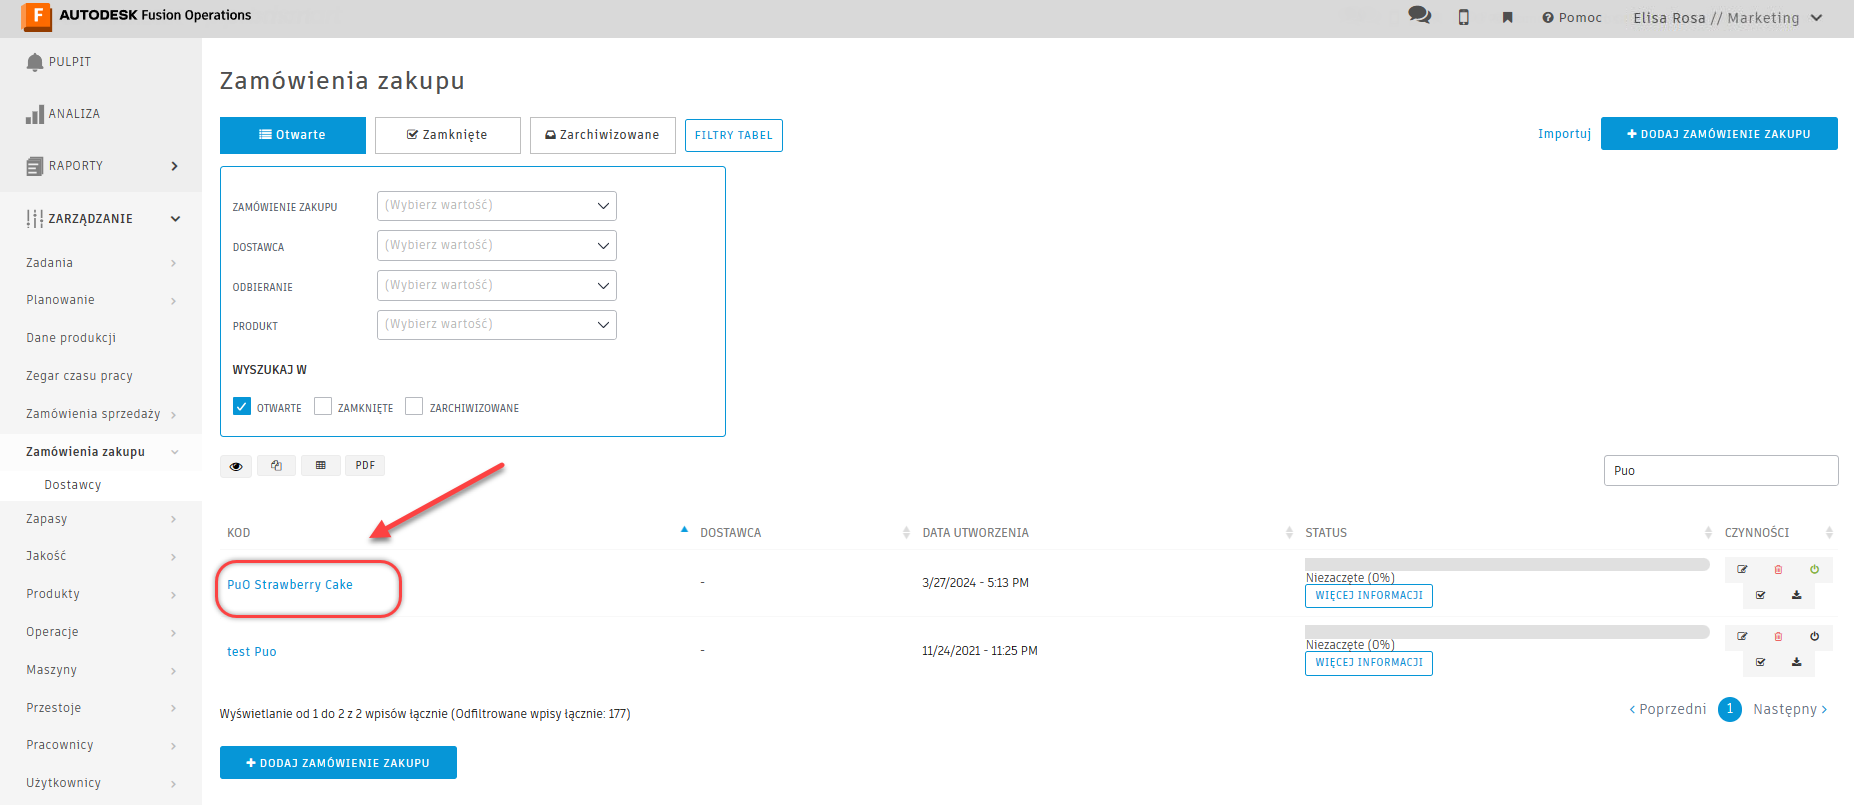 F AUTODESK Fusion Operations
Pomoc
Elisa Rosa // Marketing
PULPIT
ANALIZA
RAPORTY
ZARZĄDZANIE
Zadania
Planowanie
Dane produkcji
Zegar czasu pracy
Zamówienia sprzedaży
Zamówienia zakupu
Dostawcy
Zapasy
Jakość
Produkty
Operacje
Maszyny
Przestoje
Pracownicy
Użytkownicy
Zamówienia zakupu
Otwarte
Zamknięte
Zarchiwizowane
FILTRY TABEL
Importuj
+ DODAJ ZAMÓWIENIE ZAKUPU
ZAMÓWIENIE ZAKUPU (Wybierz wartość)
DOSTAWCA (Wybierz wartość)
ODBIERANIE (Wybierz wartość)
PRODUKT (Wybierz wartość)
WYSZUKAJ W
OTWARTE ZAMKNIĘTE ZARCHIWIZOWANE
PDF
Puo
KOD DOSTAWCA DATA UTWORZENIA STATUS CZYNNOŚCI
PuO Strawberry Cake - 3/27/2024 - 5:13 PM Niezaczęte (0%)
WIĘCEJ INFORMACJI
test Puo - 11/24/2021 - 11:25 PM Niezaczęte (0%)
WIĘCEJ INFORMACJI
Wyświetlanie od 1 do 2 z 2 wpisów łącznie (Odfiltrowane wpisy łącznie: 177)
< Poprzedni 1 Następny >
+ DODAJ ZAMÓWIENIE ZAKUPU